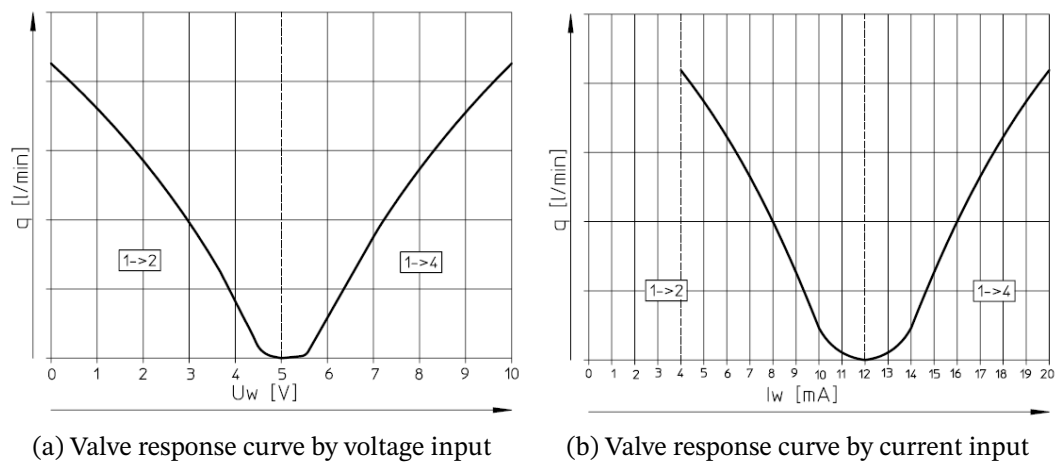 q [l/min]
1->2
1->4
0 1 2 3 4 5 6 7 8 9 10
Uw [V]
(a) Valve response curve by voltage input
q [l/min]
1->2
1->4
0 1 2 3 4 5 6 7 8 9 10 11 12 13 14 15 16 17 18 19 20
Iw [mA]
(b) Valve response curve by current input